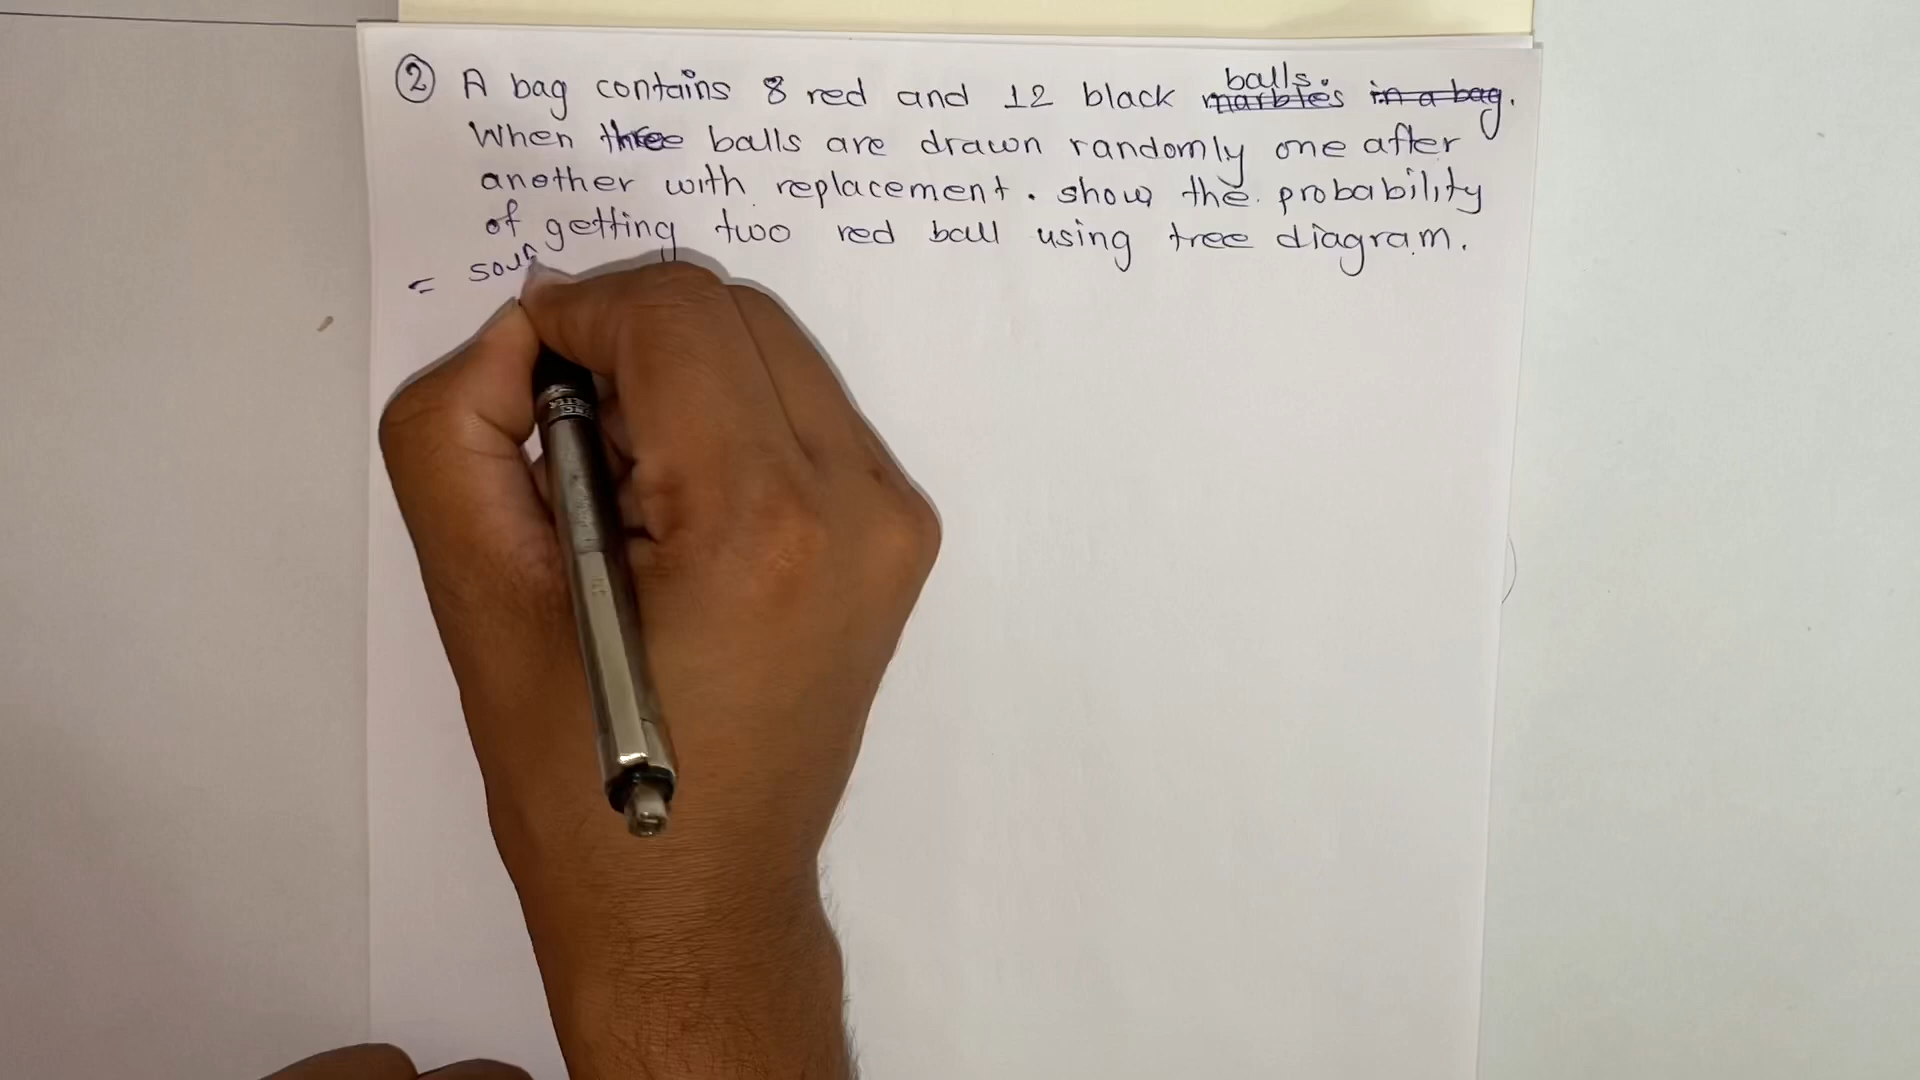 ② A bag contains 8 red and 12 black balls.
marbles in a bag.
When three balls are drawn randomly one after
another with replacement. show the probability
of getting two red ball using tree diagram.
= soln